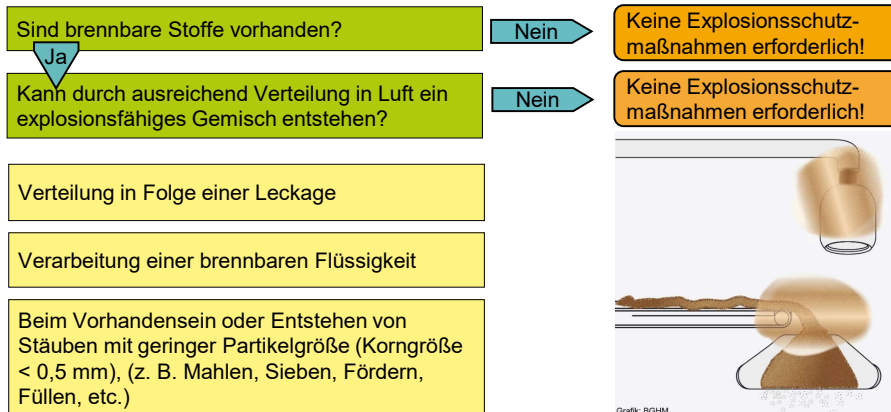 Sind brennbare Stoffe vorhanden?
Nein
Keine Explosionsschutz-
maßnahmen erforderlich!
Ja
Kann durch ausreichend Verteilung in Luft ein
explosionsfähiges Gemisch entstehen?
Nein
Keine Explosionsschutz-
maßnahmen erforderlich!
Verteilung in Folge einer Leckage
Verarbeitung einer brennbaren Flüssigkeit
Beim Vorhandensein oder Entstehen von
Stäuben mit geringer Partikelgröße (Korngröße
< 0,5 mm), (z. B. Mahlen, Sieben, Fördern,
Füllen, etc.)
Grafik: BGHM